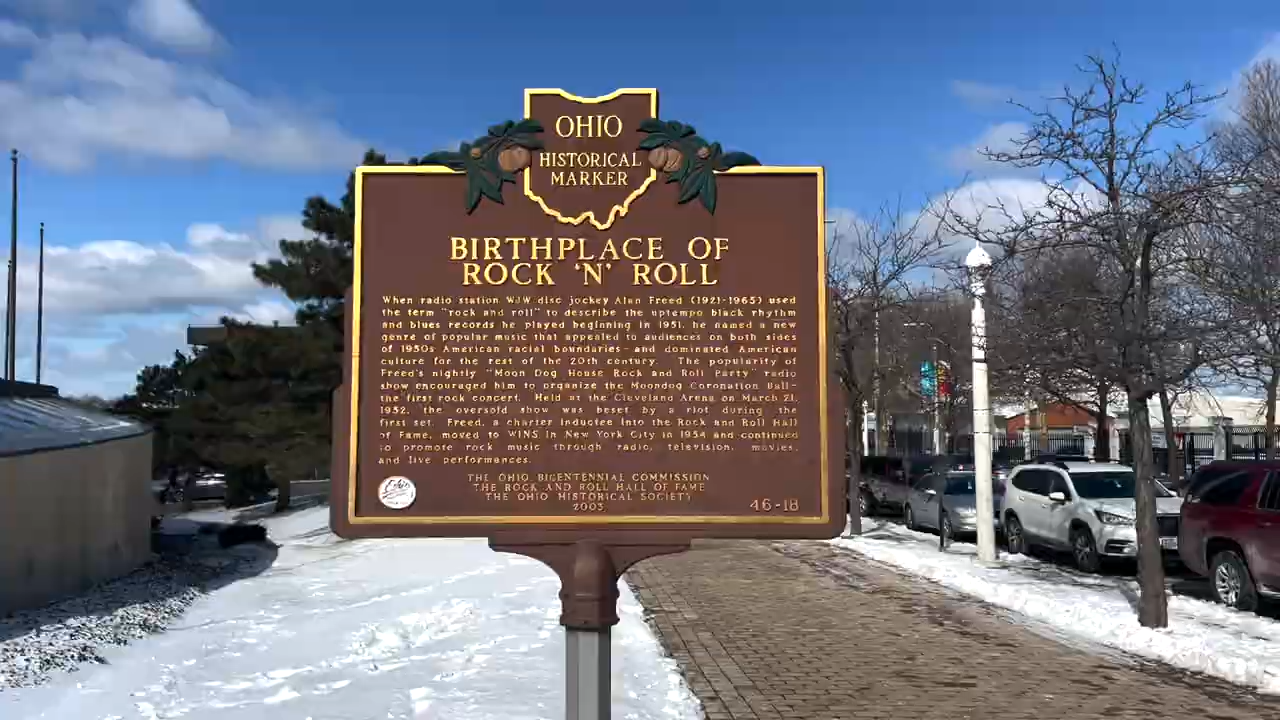 OHIO
HISTORICAL
MARKER
BIRTHPLACE OF
ROCK 'N' ROLL
When radio station WJW disc jockey Alan Freed (1921-1965) used
the term "rock and roll" to describe the uptempo black rhythm
and blues records he played beginning in 1951, he named a new
genre of popular music that appealed to audiences on both sides
of 1950s American racial boundaries–and dominated American
culture for the rest of the 20th century. The popularity of
Freed's nightly "Moon Dog House Rock and Roll Party" radio
show encouraged him to organize the Moondog Coronation Ball–
the first rock concert. Held at the Cleveland Arena on March 21,
1952, the oversold show was beset by a riot during the
first set. Freed, a charter inductee into the Rock and Roll Hall
of Fame, moved to WINS in New York City in 1954 and continued
to promote rock music through radio, television, movies,
and live performances.
THE OHIO BICENTENNIAL COMMISSION
THE ROCK AND ROLL HALL OF FAME
THE OHIO HISTORICAL SOCIETY
2003
46-18
Ohio